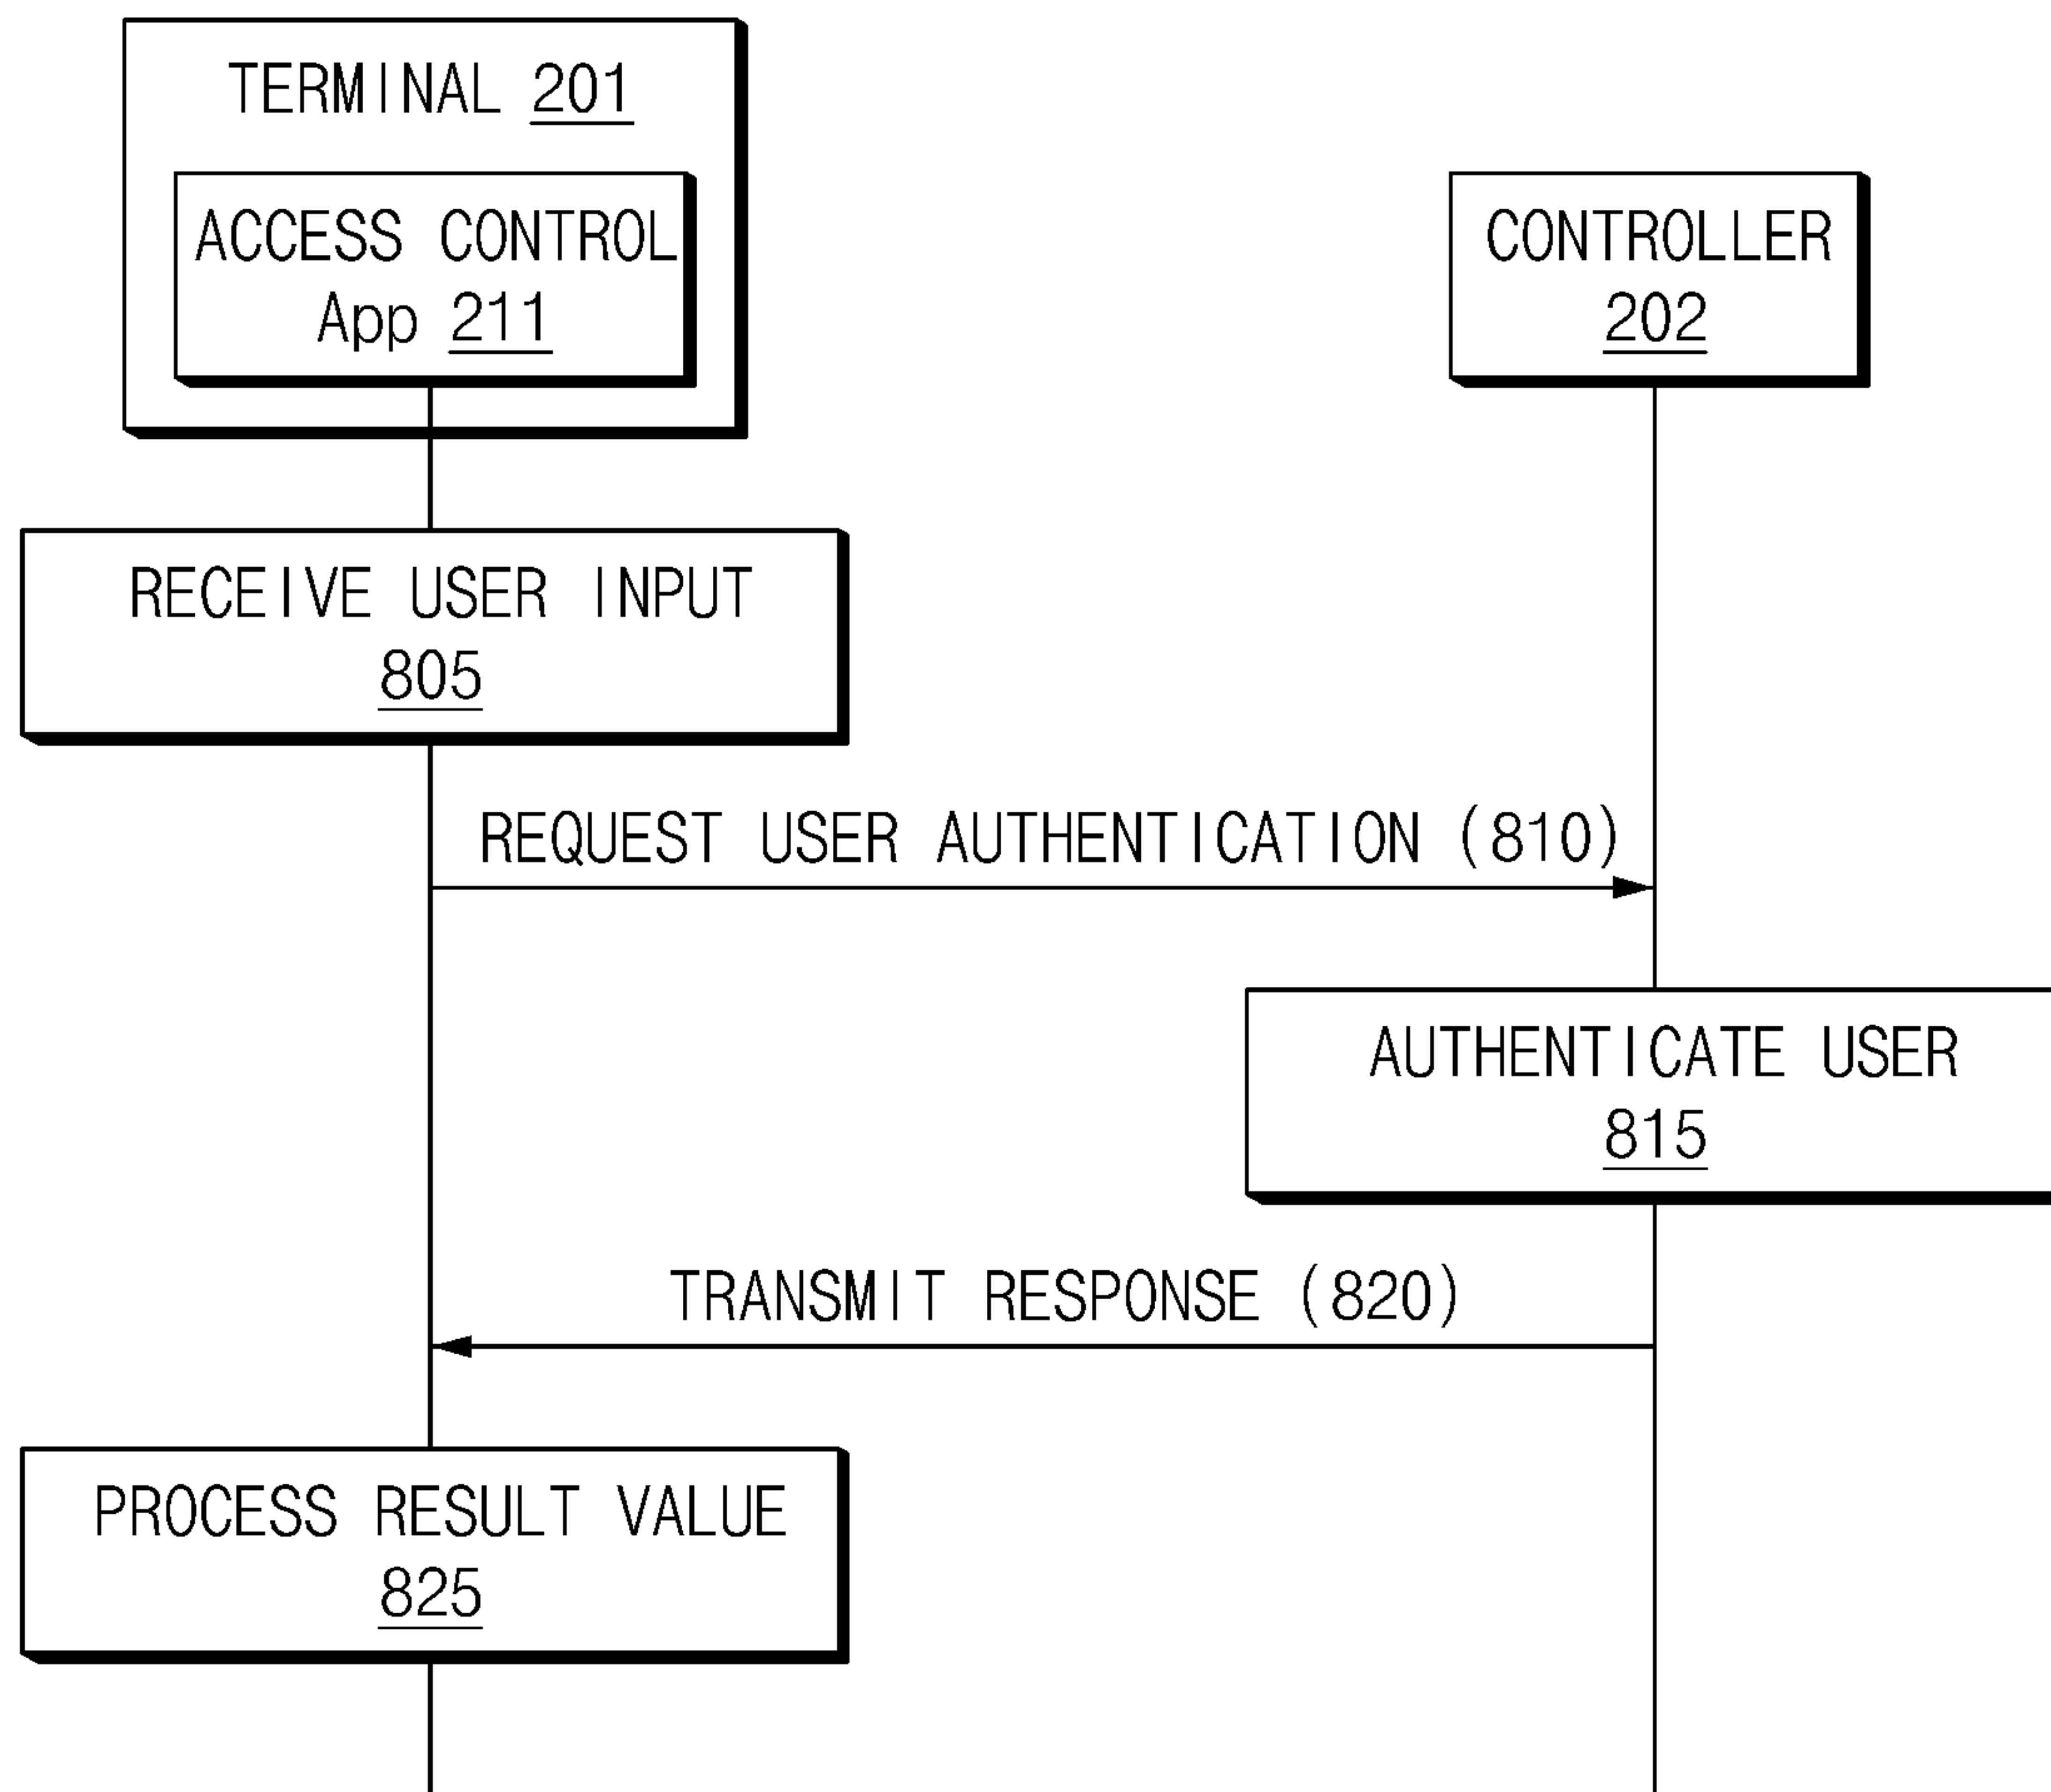 TERMINAL 201
ACCESS CONTROL
App 211
CONTROLLER
202
RECEIVE USER INPUT
805
REQUEST USER AUTHENTICATION (810)
AUTHENTICATE USER
815
TRANSMIT RESPONSE (820)
PROCESS RESULT VALUE
825